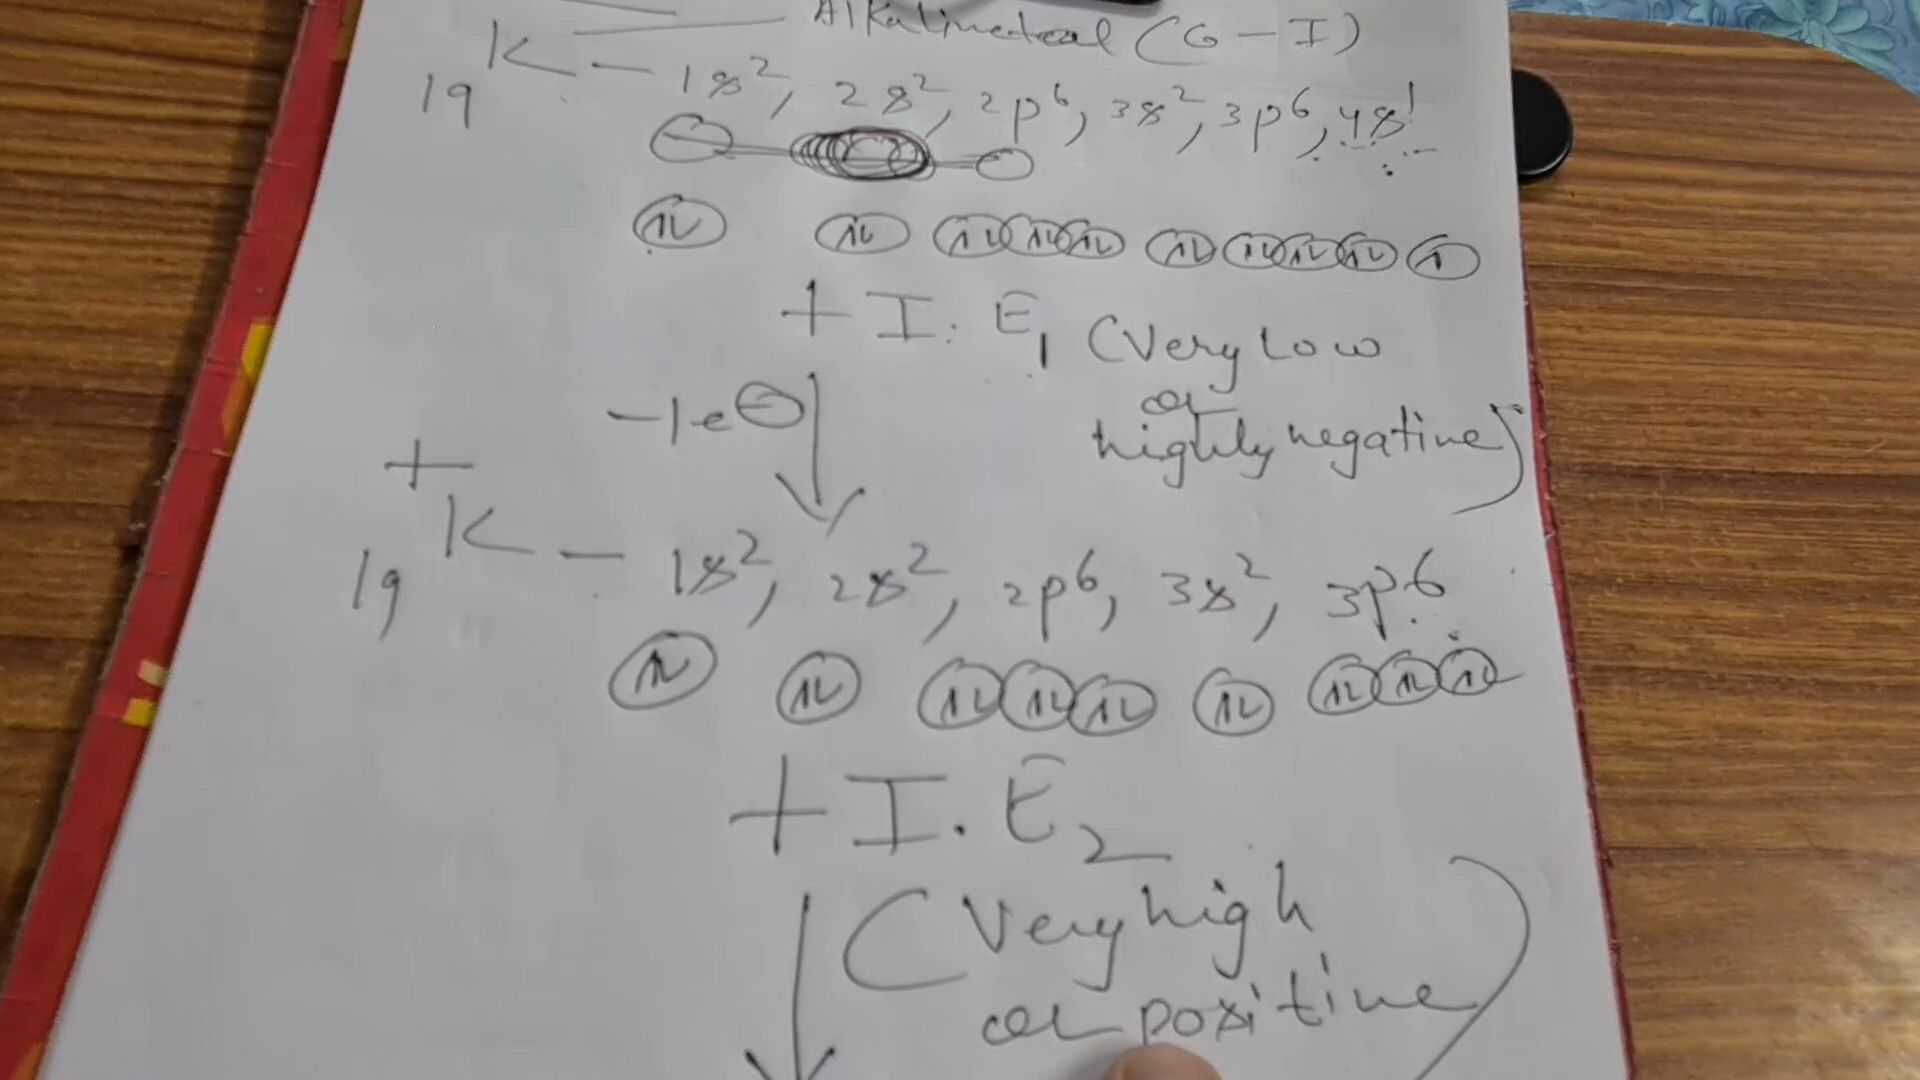 Alkalimetal (G-I)
19K - 1s², 2s², 2p⁶, 3s², 3p⁶, 4s¹
+ I. E₁ (Very Low
or
-1e⊖ highly negative)
+
19K - 1s², 2s², 2p⁶, 3s², 3p⁶
+ I. E₂
(Very high
or positive)